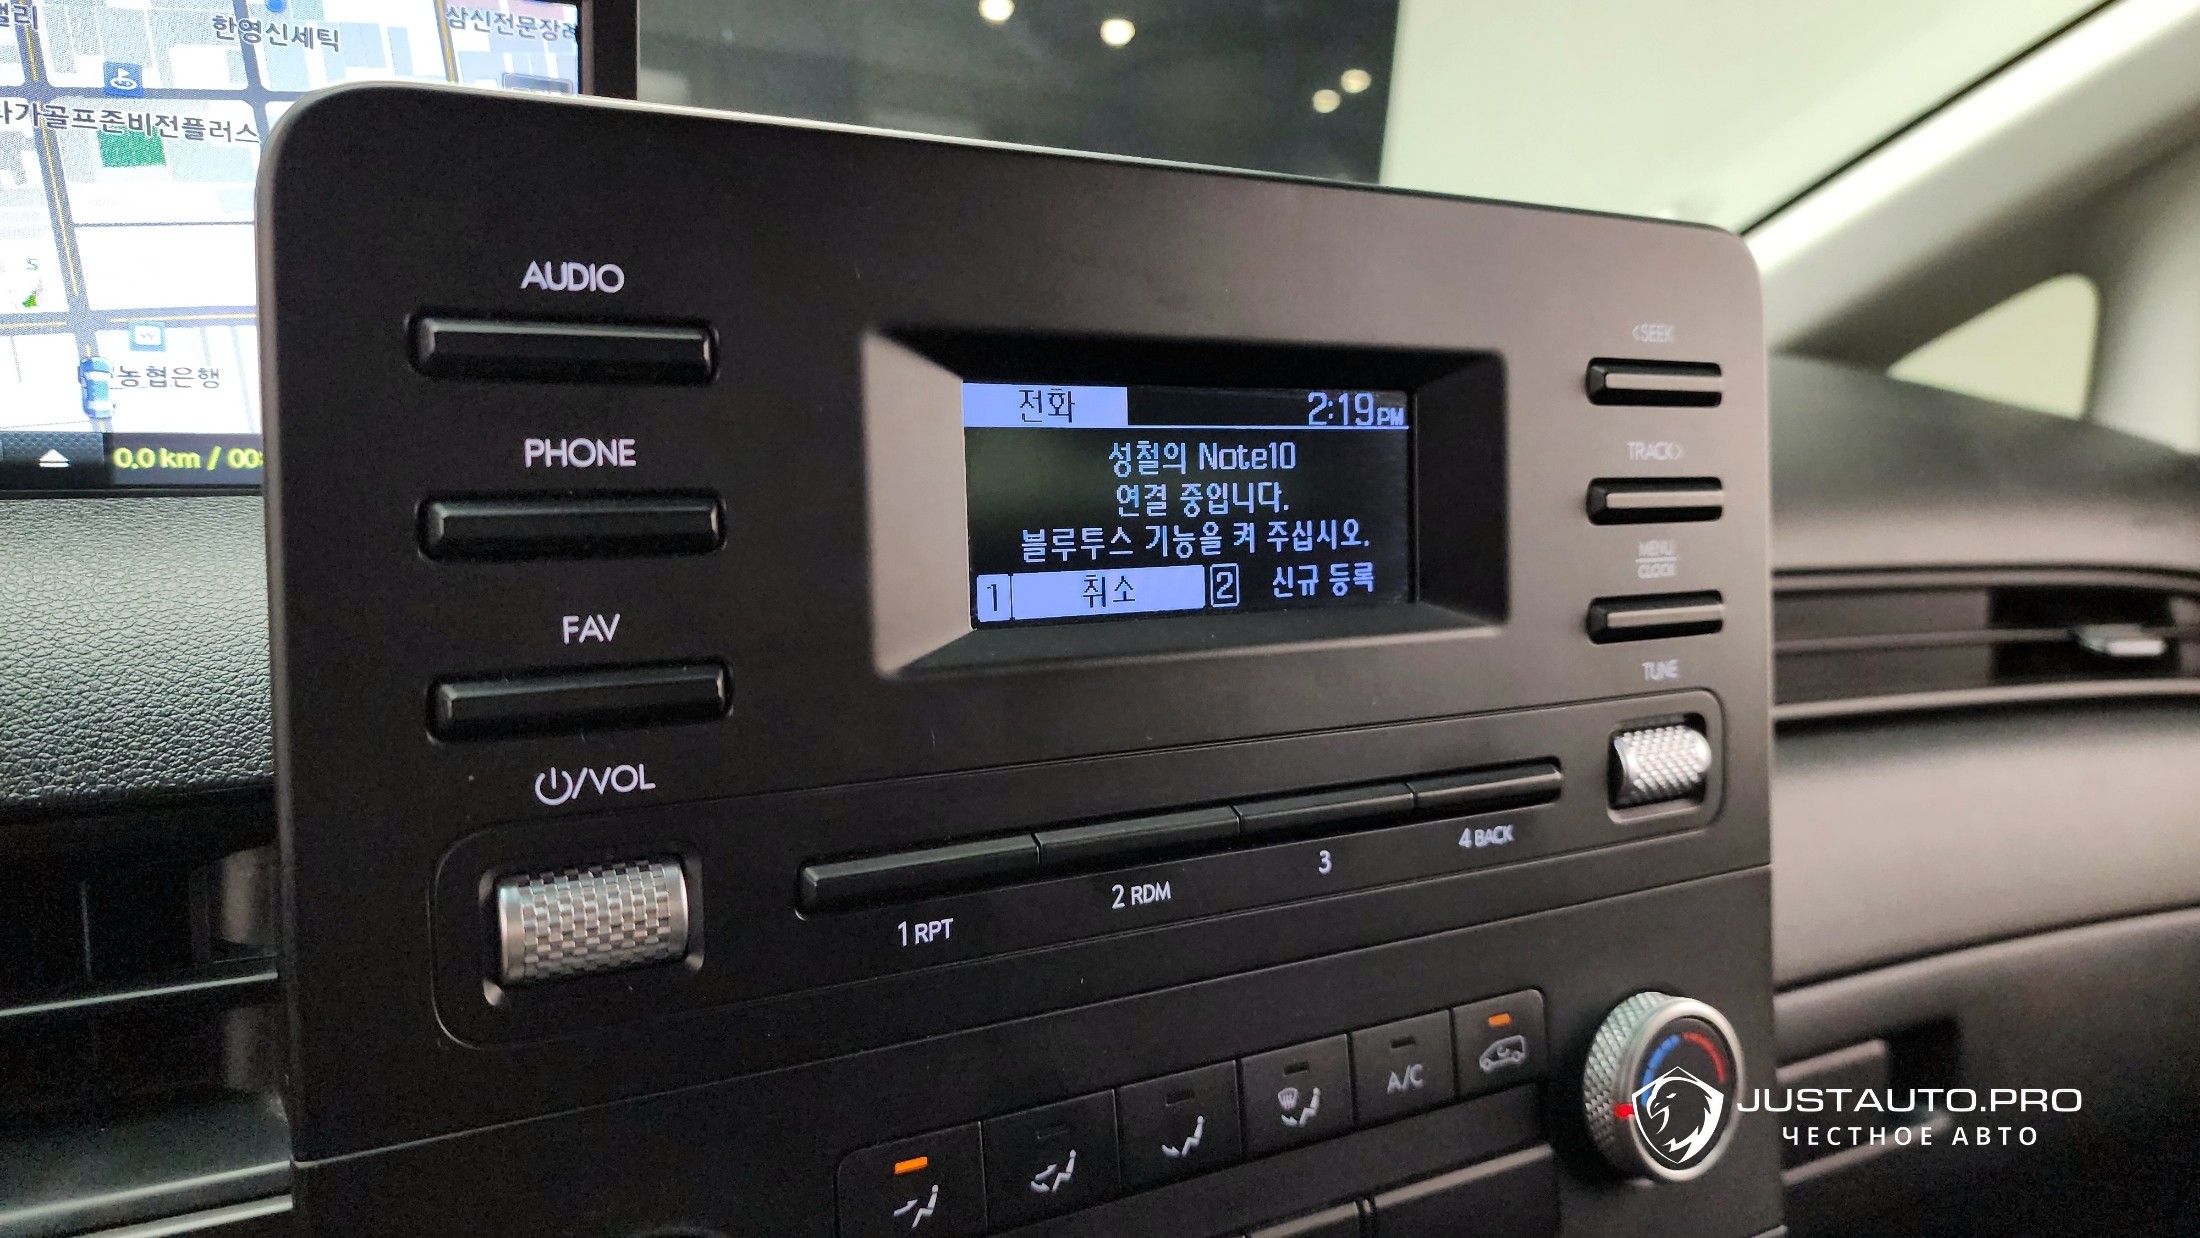 한영신세틱
삼신전문장
가골프존비전플러스
농협은행
0.0 km / 00:
AUDIO
PHONE
FAV
/VOL
전화
2:19 PM
성철의 Note10
연결 중입니다.
블루투스 기능을 켜 주십시오.
1 취소 2 신규 등록
<SEEK
TRACK>
MENU
CLOCK
TUNE
1 RPT
2 RDM
3
4 BACK
A/C
JUSTAUTO.PRO
ЧЕСТНОЕ АВТО